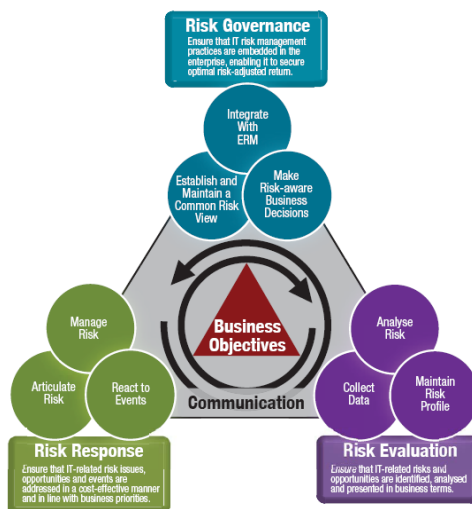 Risk Governance
Ensure that IT risk management
practices are embedded in the
enterprise, enabling it to secure
optimal risk-adjusted return.
Integrate
With
ERM
Establish and
Maintain a
Common Risk
View
Make
Risk-aware
Business
Decisions
Business
Objectives
Communication
Manage
Risk
Articulate
Risk
React to
Events
Analyse
Risk
Collect
Data
Maintain
Risk
Profile
Risk Response
Ensure that IT-related risk issues,
opportunities and events are
addressed in a cost-effective manner
and in line with business priorities.
Risk Evaluation
Ensure that IT-related risks and
opportunities are identified, analysed
and presented in business terms.